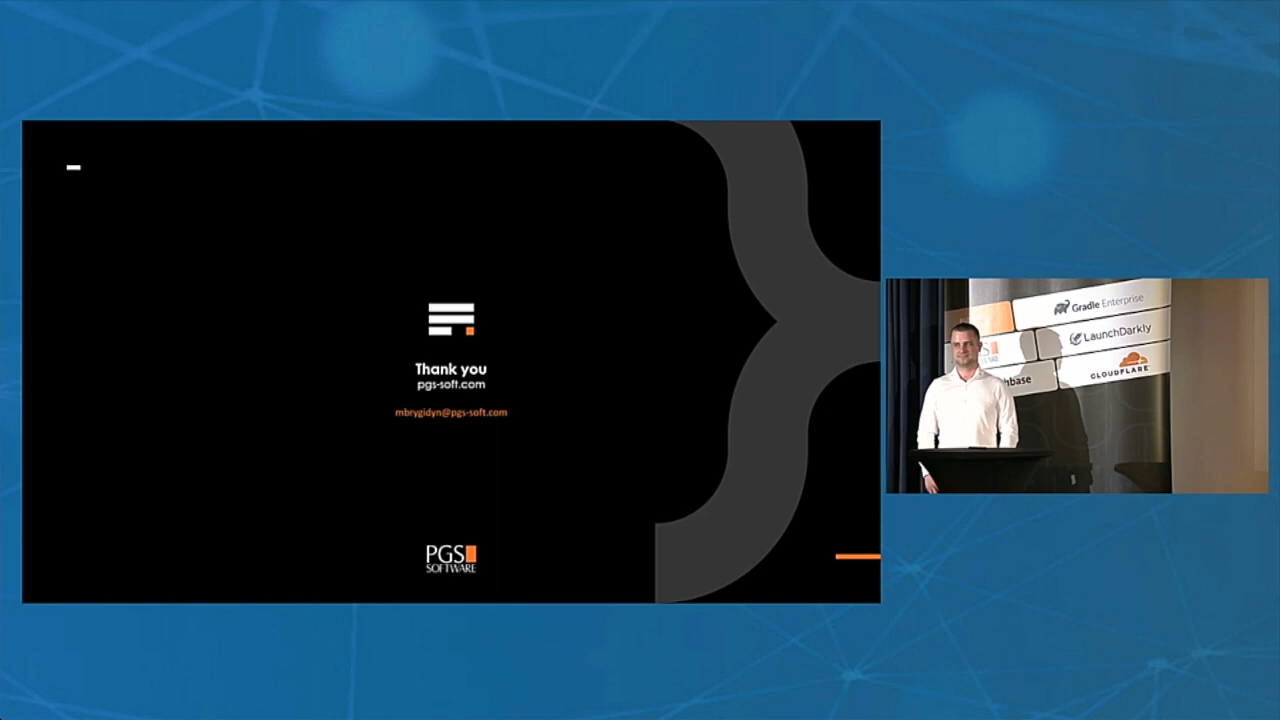 Thank you
pgs-soft.com
mbrygidyn@pgs-soft.com
PGS
SOFTWARE
Gradle Enterprise
LaunchDarkly
hbase
CLOUDFLARE